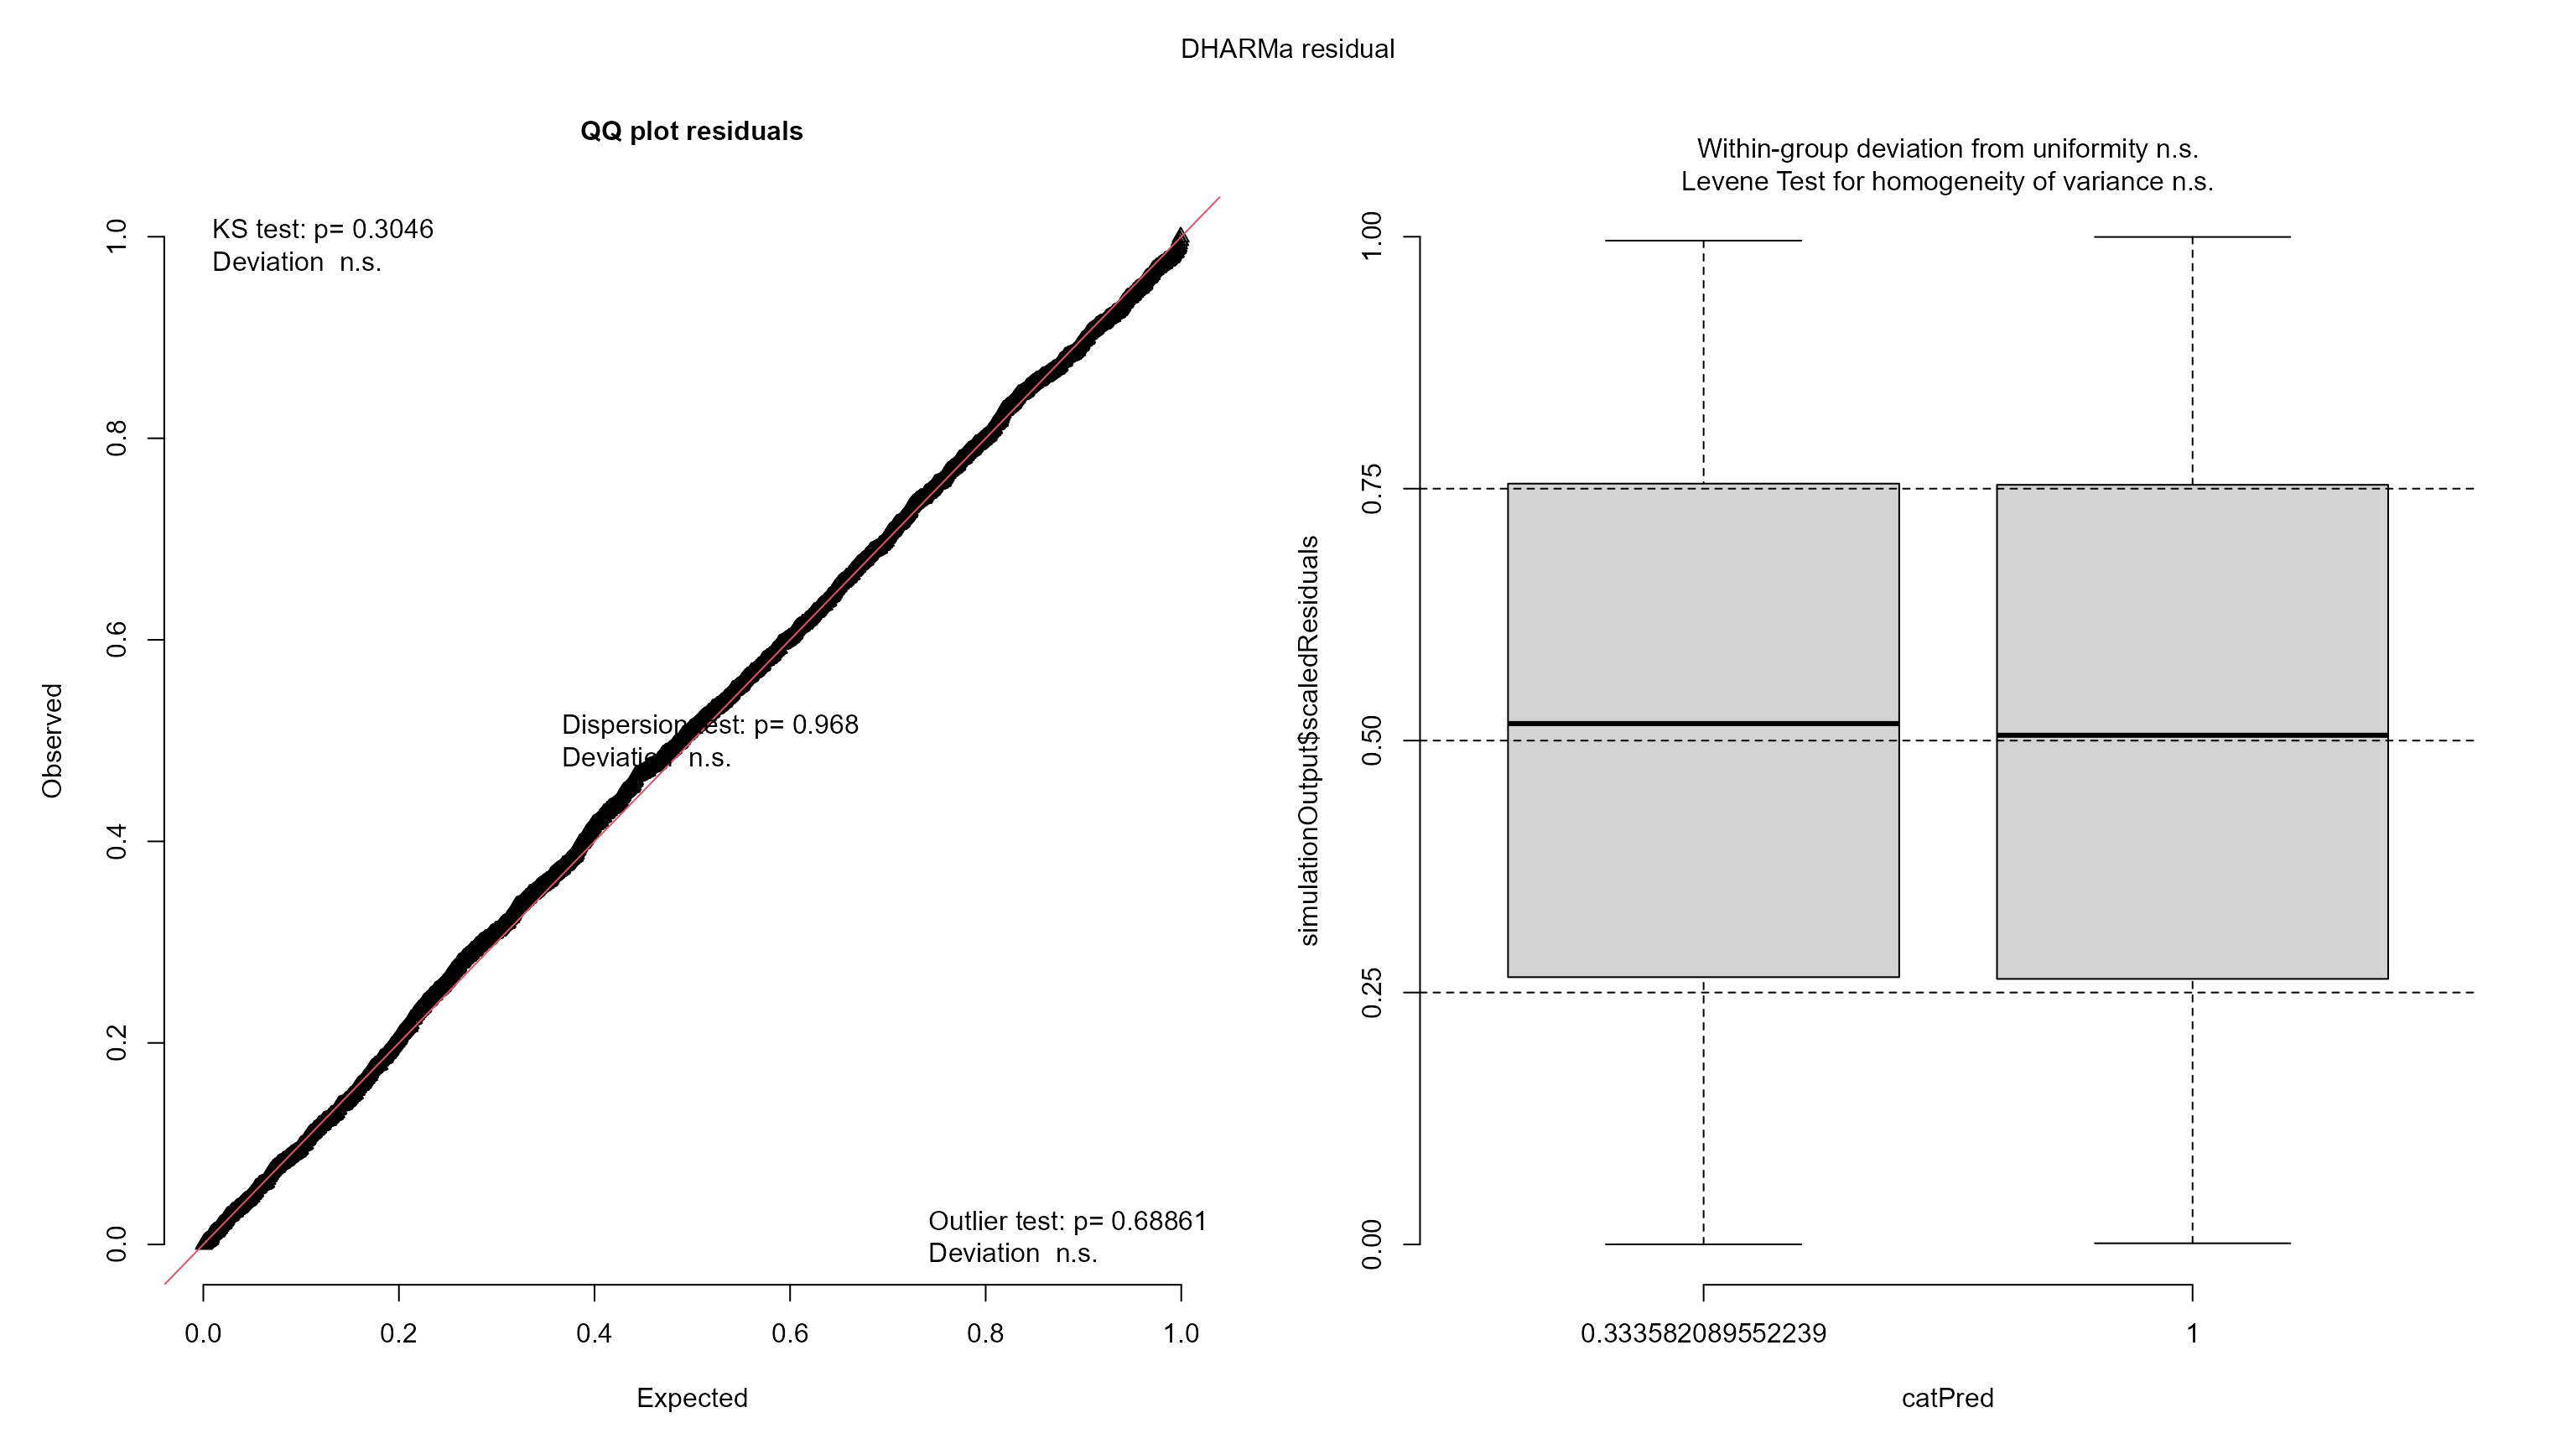 DHARMa residual
QQ plot residuals
KS test: p= 0.3046
Deviation  n.s.
Dispersion test: p= 0.968
Deviation  n.s.
Outlier test: p= 0.68861
Deviation  n.s.
Observed
0.0
0.2
0.4
0.6
0.8
1.0
0.0 0.2 0.4 0.6 0.8 1.0
Expected
Within-group deviation from uniformity n.s.
Levene Test for homogeneity of variance n.s.
simulationOutput$scaledResiduals
0.00
0.25
0.50
0.75
1.00
0.333582089552239 1
catPred